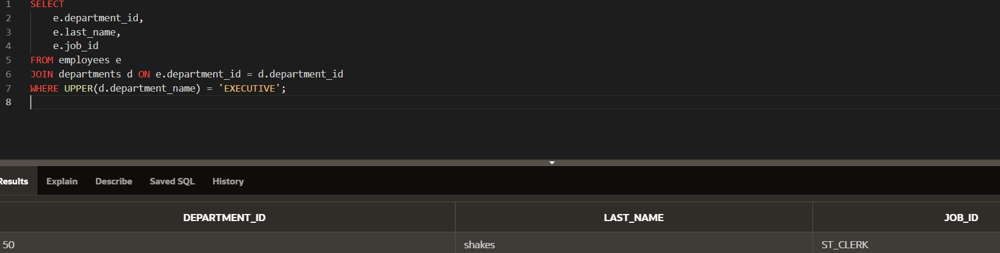 1 SELECT
2 e.department_id,
3 e.last_name,
4 e.job_id
5 FROM employees e
6 JOIN departments d ON e.department_id = d.department_id
7 WHERE UPPER(d.department_name) = 'EXECUTIVE';
8
Results Explain Describe Saved SQL History
DEPARTMENT_ID LAST_NAME JOB_ID
50 shakes ST_CLERK